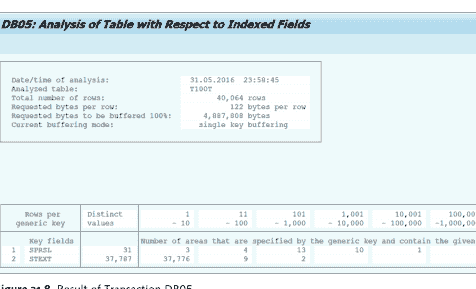 DB05: Analysis of Table with Respect to Indexed Fields
Date/time of analysis: 31.05.2016 23:58:45
Analyzed table: T100T
Total number of rows: 40,064 rows
Requested bytes per row: 122 bytes per row
Requested bytes to be buffered 100%: 4,887,808 bytes
Current buffering mode: single key buffering
Rows per generic key Distinct values 1 - 10 11 - 100 101 - 1,000 1,001 - 10,000 10,001 - 100,000 100,00 -1,000,00
Key fields Number of areas that are specified by the generic key and contain the given
1 SPRSL 31 3 4 13 10 1
2 STEXT 37,787 37,776 9 2
Result of Transaction DB05